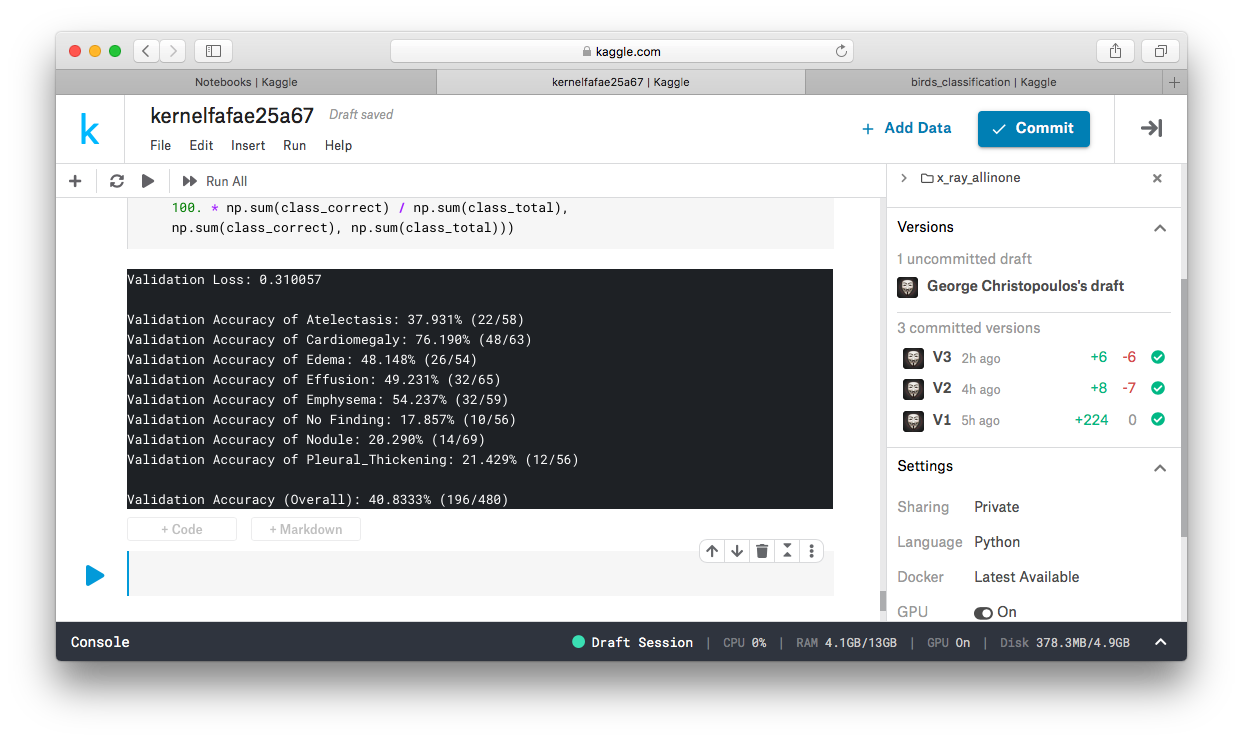 kaggle.com
Notebooks | Kaggle
kernelfafae25a67 | Kaggle
birds_classification | Kaggle
k
kernelfafae25a67 Draft saved
File Edit Insert Run Help
+ Add Data
Commit
Run All
100. * np.sum(class_correct) / np.sum(class_total),
np.sum(class_correct), np.sum(class_total)))
Validation Loss: 0.310057
Validation Accuracy of Atelectasis: 37.931% (22/58)
Validation Accuracy of Cardiomegaly: 76.190% (48/63)
Validation Accuracy of Edema: 48.148% (26/54)
Validation Accuracy of Effusion: 49.231% (32/65)
Validation Accuracy of Emphysema: 54.237% (32/59)
Validation Accuracy of No Finding: 17.857% (10/56)
Validation Accuracy of Nodule: 20.290% (14/69)
Validation Accuracy of Pleural_Thickening: 21.429% (12/56)
Validation Accuracy (Overall): 40.8333% (196/480)
+ Code
+ Markdown
x_ray_allinone
Versions
1 uncommitted draft
George Christopoulos's draft
3 committed versions
V3 2h ago +6 -6
V2 4h ago +8 -7
V1 5h ago +224 0
Settings
Sharing Private
Language Python
Docker Latest Available
GPU On
Console
Draft Session | CPU 0% | RAM 4.1GB/13GB | GPU On | Disk 378.3MB/4.9GB